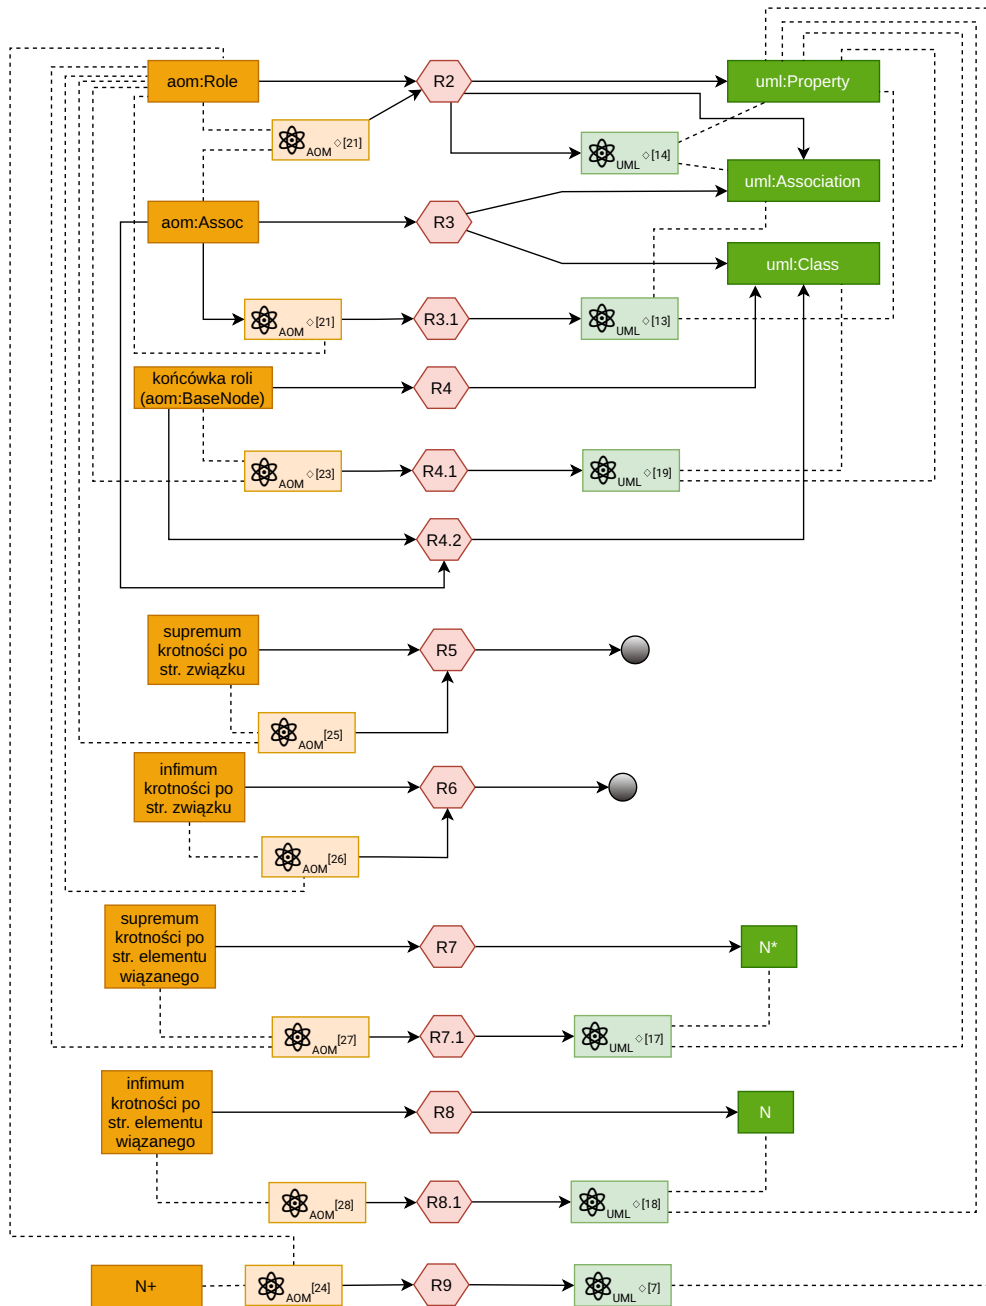 aom:Role
R2
uml:Property
AOM ◇[21]
UML ◇[14]
uml:Association
aom:Assoc
R3
uml:Class
AOM ◇[21]
R3.1
UML ◇[13]
końcówka roli
(aom:BaseNode)
R4
AOM ◇[23]
R4.1
UML ◇[19]
R4.2
supremum
krotności po
str. związku
R5
AOM [25]
infimum
krotności po
str. związku
R6
AOM [26]
supremum
krotności po
str. elementu
wiązanego
R7
N*
AOM [27]
R7.1
UML ◇[17]
infimum
krotności po
str. elementu
wiązanego
R8
N
AOM [28]
R8.1
UML ◇[18]
N+
AOM [24]
R9
UML ◇[7]